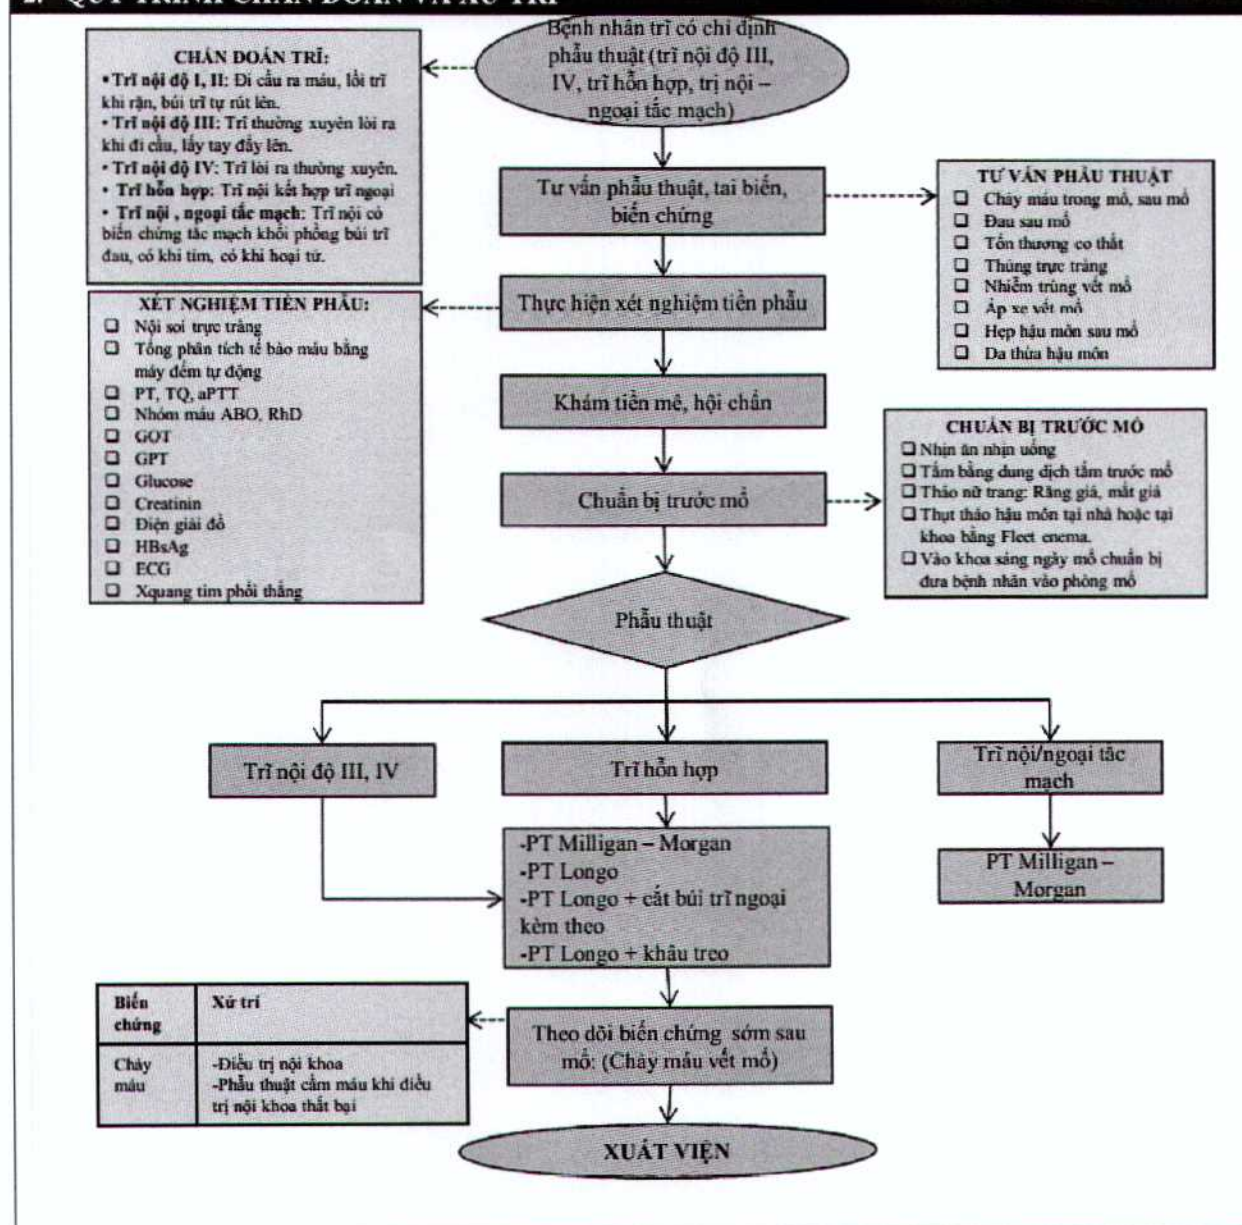 2. QUY TRÌNH CHẨN ĐOÁN VÀ XỬ TRÍ
Bệnh nhân trĩ có chỉ định
phẫu thuật (trĩ nội độ III,
IV, trĩ hỗn hợp, trị nội –
ngoại tắc mạch)
CHẨN ĐOÁN TRĨ:
• Trĩ nội độ I, II: Đi cầu ra máu, lồi trĩ
khi rặn, búi trĩ tự rút lên.
• Trĩ nội độ III: Trĩ thường xuyên lòi ra
khi đi cầu, lấy tay đẩy lên.
• Trĩ nội độ IV: Trĩ lòi ra thường xuyên.
• Trĩ hỗn hợp: Trĩ nội kết hợp trĩ ngoại
• Trĩ nội , ngoại tắc mạch: Trĩ nội có
biến chứng tắc mạch khối phồng búi trĩ
đau, có khi tím, có khi hoại tử.
Tư vấn phẫu thuật, tai biến,
biến chứng
TƯ VẤN PHẪU THUẬT
❑ Chảy máu trong mổ, sau mổ
❑ Đau sau mổ
❑ Tổn thương cơ thắt
❑ Thủng trực tràng
❑ Nhiễm trùng vết mổ
❑ Áp xe vết mổ
❑ Hẹp hậu môn sau mổ
❑ Da thừa hậu môn
Thực hiện xét nghiệm tiền phẫu
XÉT NGHIỆM TIỀN PHẪU:
❑ Nội soi trực tràng
❑ Tổng phân tích tế bào máu bằng
máy đếm tự động
❑ PT, TQ, aPTT
❑ Nhóm máu ABO, RhD
❑ GOT
❑ GPT
❑ Glucose
❑ Creatinin
❑ Điện giải đồ
❑ HBsAg
❑ ECG
❑ Xquang tim phổi thẳng
Khám tiền mê, hội chẩn
Chuẩn bị trước mổ
CHUẨN BỊ TRƯỚC MỔ
❑ Nhịn ăn nhịn uống
❑ Tắm bằng dung dịch tắm trước mổ
❑ Tháo nữ trang: Răng giả, mắt giả
❑ Thụt tháo hậu môn tại nhà hoặc tại
khoa bằng Fleet enema.
❑ Vào khoa sáng ngày mổ chuẩn bị
đưa bệnh nhân vào phòng mổ
Phẫu thuật
Trĩ nội độ III, IV
Trĩ hỗn hợp
Trĩ nội/ngoại tắc
mạch
-PT Milligan – Morgan
-PT Longo
-PT Longo + cắt búi trĩ ngoại
kèm theo
-PT Longo + khâu treo
PT Milligan –
Morgan
Theo dõi biến chứng sớm sau
mổ: (Chảy máu vết mổ)
Biến Xử trí
chứng
Chảy -Điều trị nội khoa
máu -Phẫu thuật cầm máu khi điều
trị nội khoa thất bại
XUẤT VIỆN